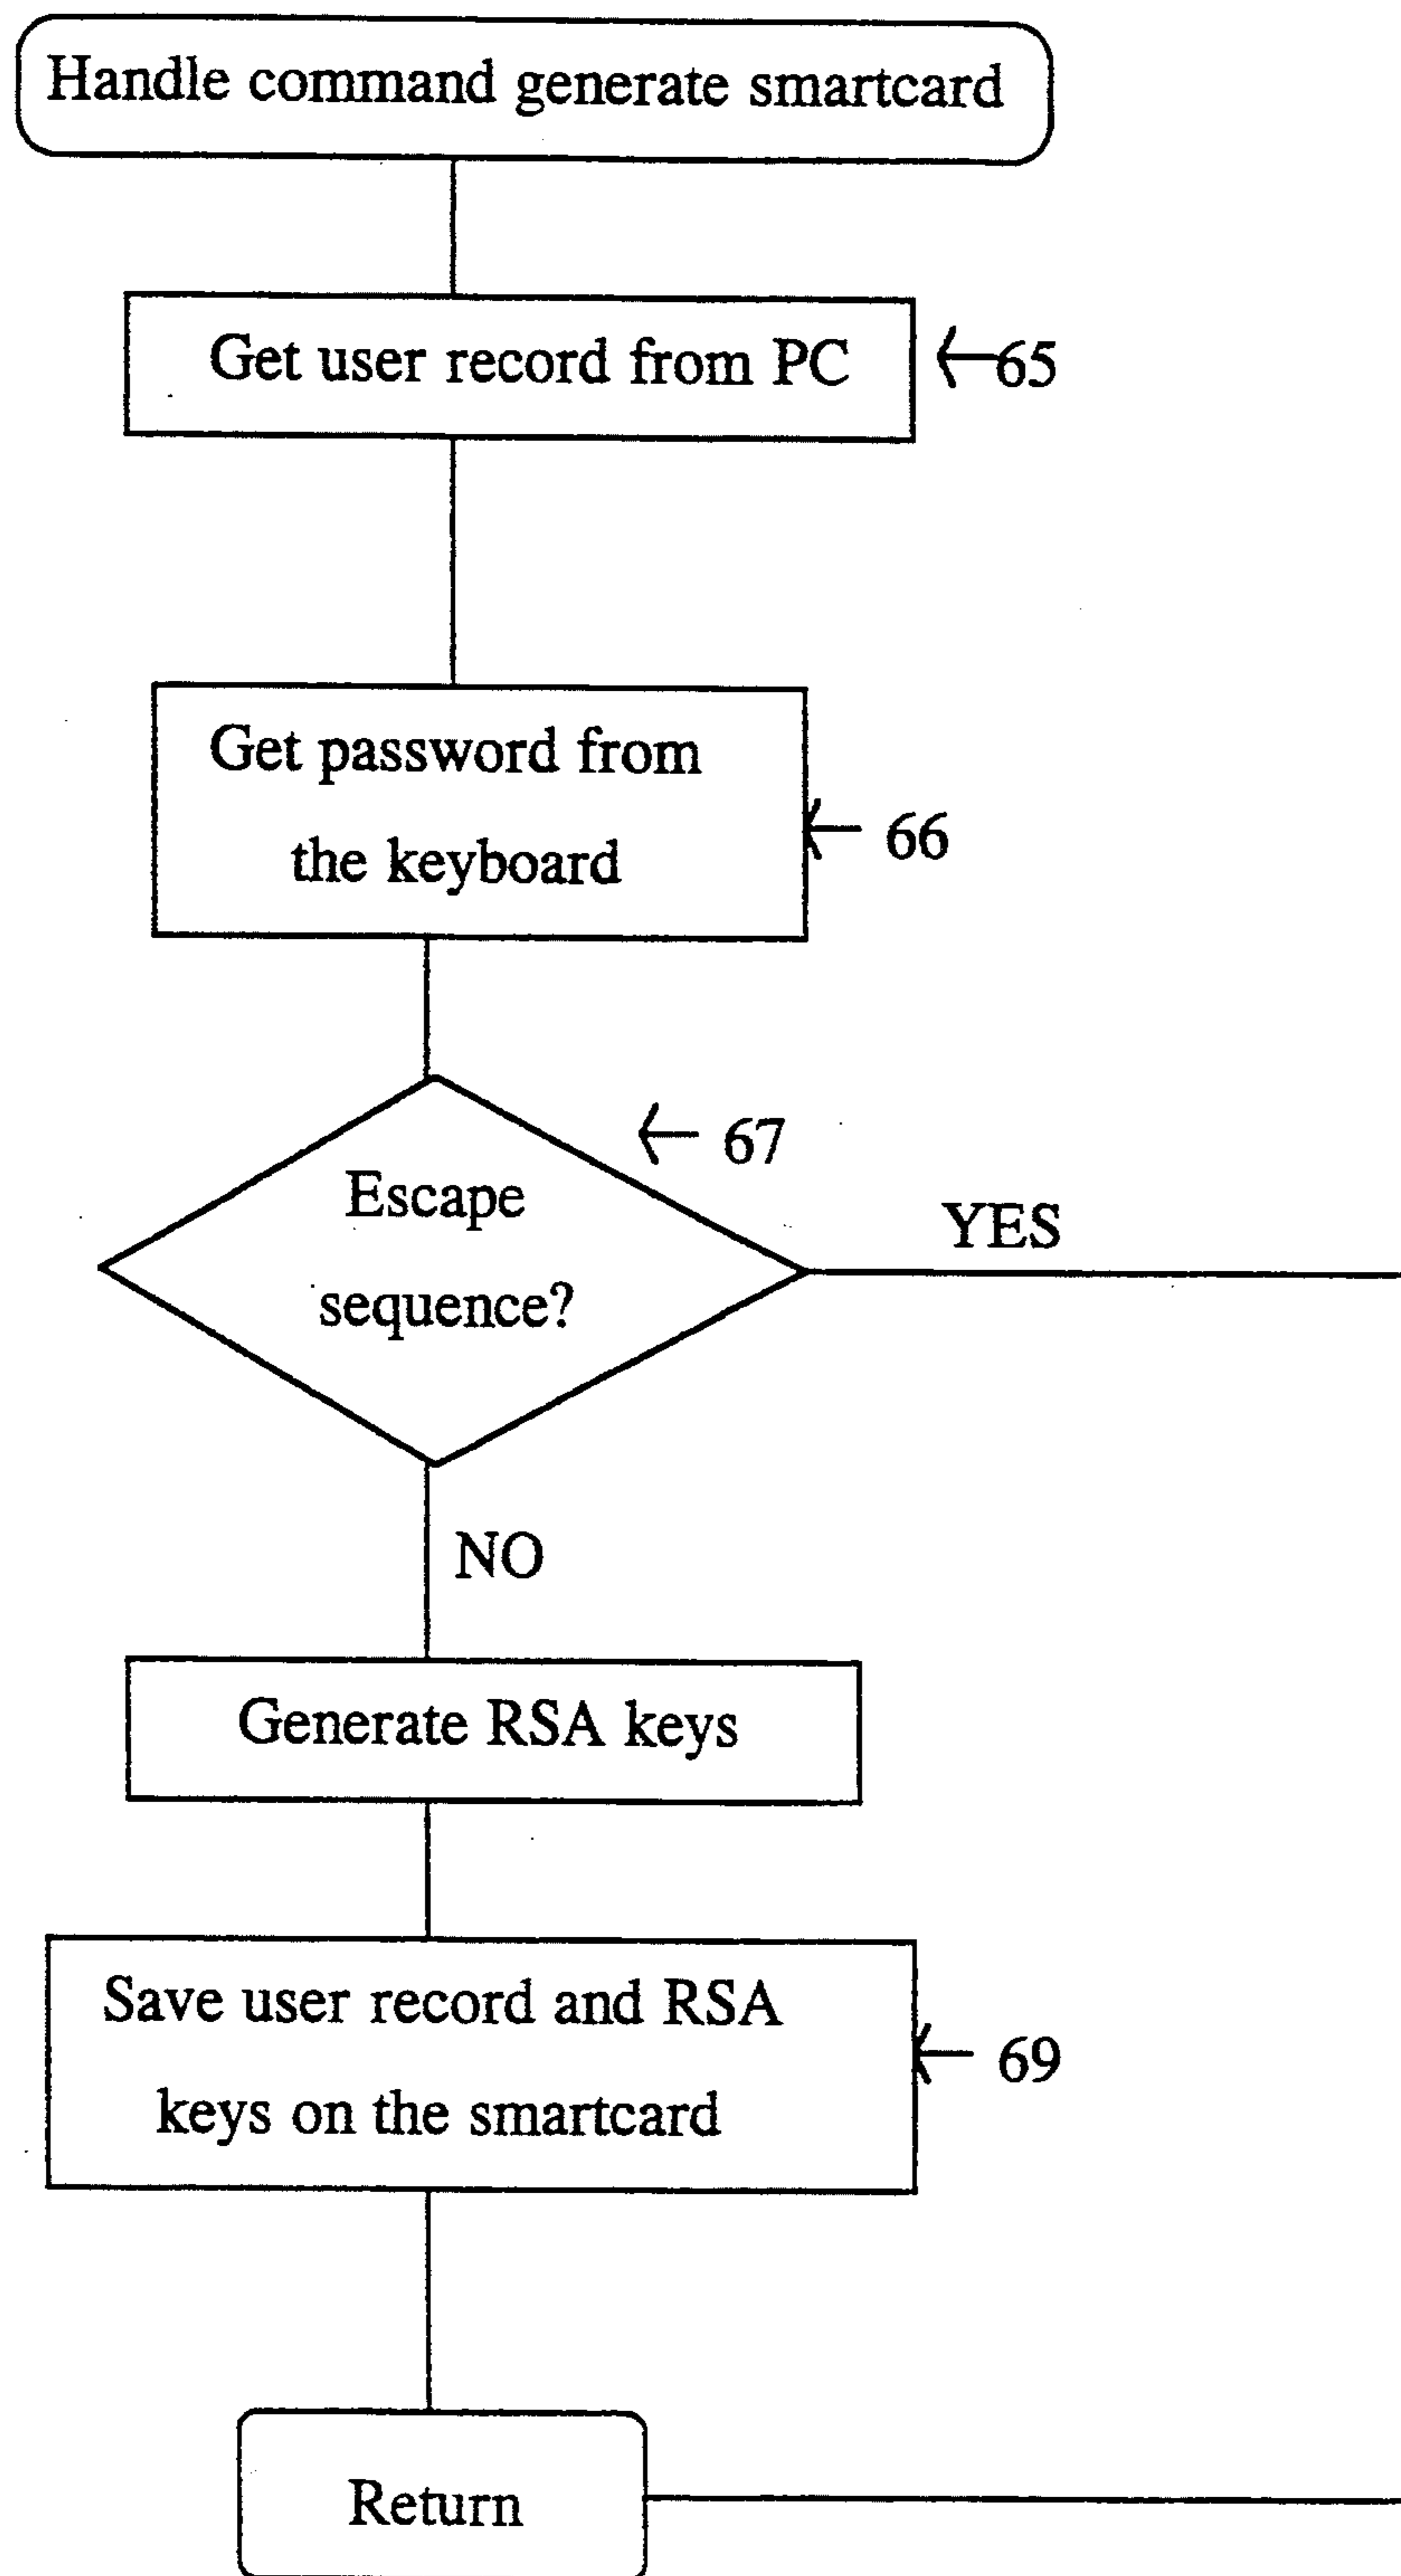 Handle command generate smartcard
Get user record from PC
65
Get password from
the keyboard
66
67
Escape
sequence?
YES
NO
Generate RSA keys
Save user record and RSA
keys on the smartcard
69
Return